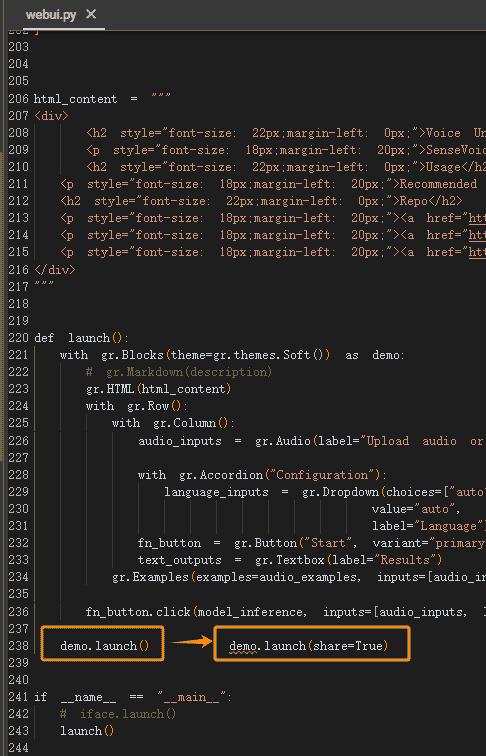 webui.py ×
203
204
205
206 html_content = """
207 <div>
208 <h2 style="font-size: 22px;margin-left: 0px;">Voice Un
209 <p style="font-size: 18px;margin-left: 20px;">SenseVoic
210 <h2 style="font-size: 22px;margin-left: 0px;">Usage</h2
211 <p style="font-size: 18px;margin-left: 20px;">Recommended
212 <h2 style="font-size: 22px;margin-left: 0px;">Repo</h2>
213 <p style="font-size: 18px;margin-left: 20px;"><a href="htt
214 <p style="font-size: 18px;margin-left: 20px;"><a href="htt
215 <p style="font-size: 18px;margin-left: 20px;"><a href="htt
216 </div>
217 """
218
219
220 def launch():
221 with gr.Blocks(theme=gr.themes.Soft()) as demo:
222 # gr.Markdown(description)
223 gr.HTML(html_content)
224 with gr.Row():
225 with gr.Column():
226 audio_inputs = gr.Audio(label="Upload audio or
227
228 with gr.Accordion("Configuration"):
229 language_inputs = gr.Dropdown(choices=["auto"
230 value="auto",
231 label="Language")
232 fn_button = gr.Button("Start", variant="primary
233 text_outputs = gr.Textbox(label="Results")
234 gr.Examples(examples=audio_examples, inputs=[audio_in
235
236 fn_button.click(model_inference, inputs=[audio_inputs, l
237
238 demo.launch() demo.launch(share=True)
239
240
241 if __name__ == "__main__":
242 # iface.launch()
243 launch()
244